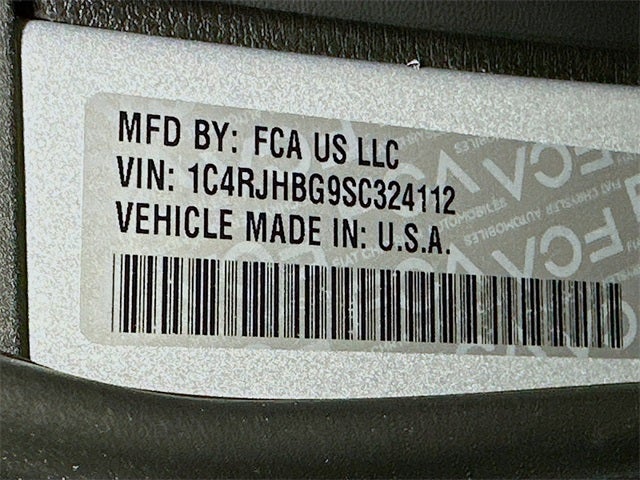 MFD BY: FCA US LLC
VIN: 1C4RJHBG9SC324112
VEHICLE MADE IN: U.S.A.